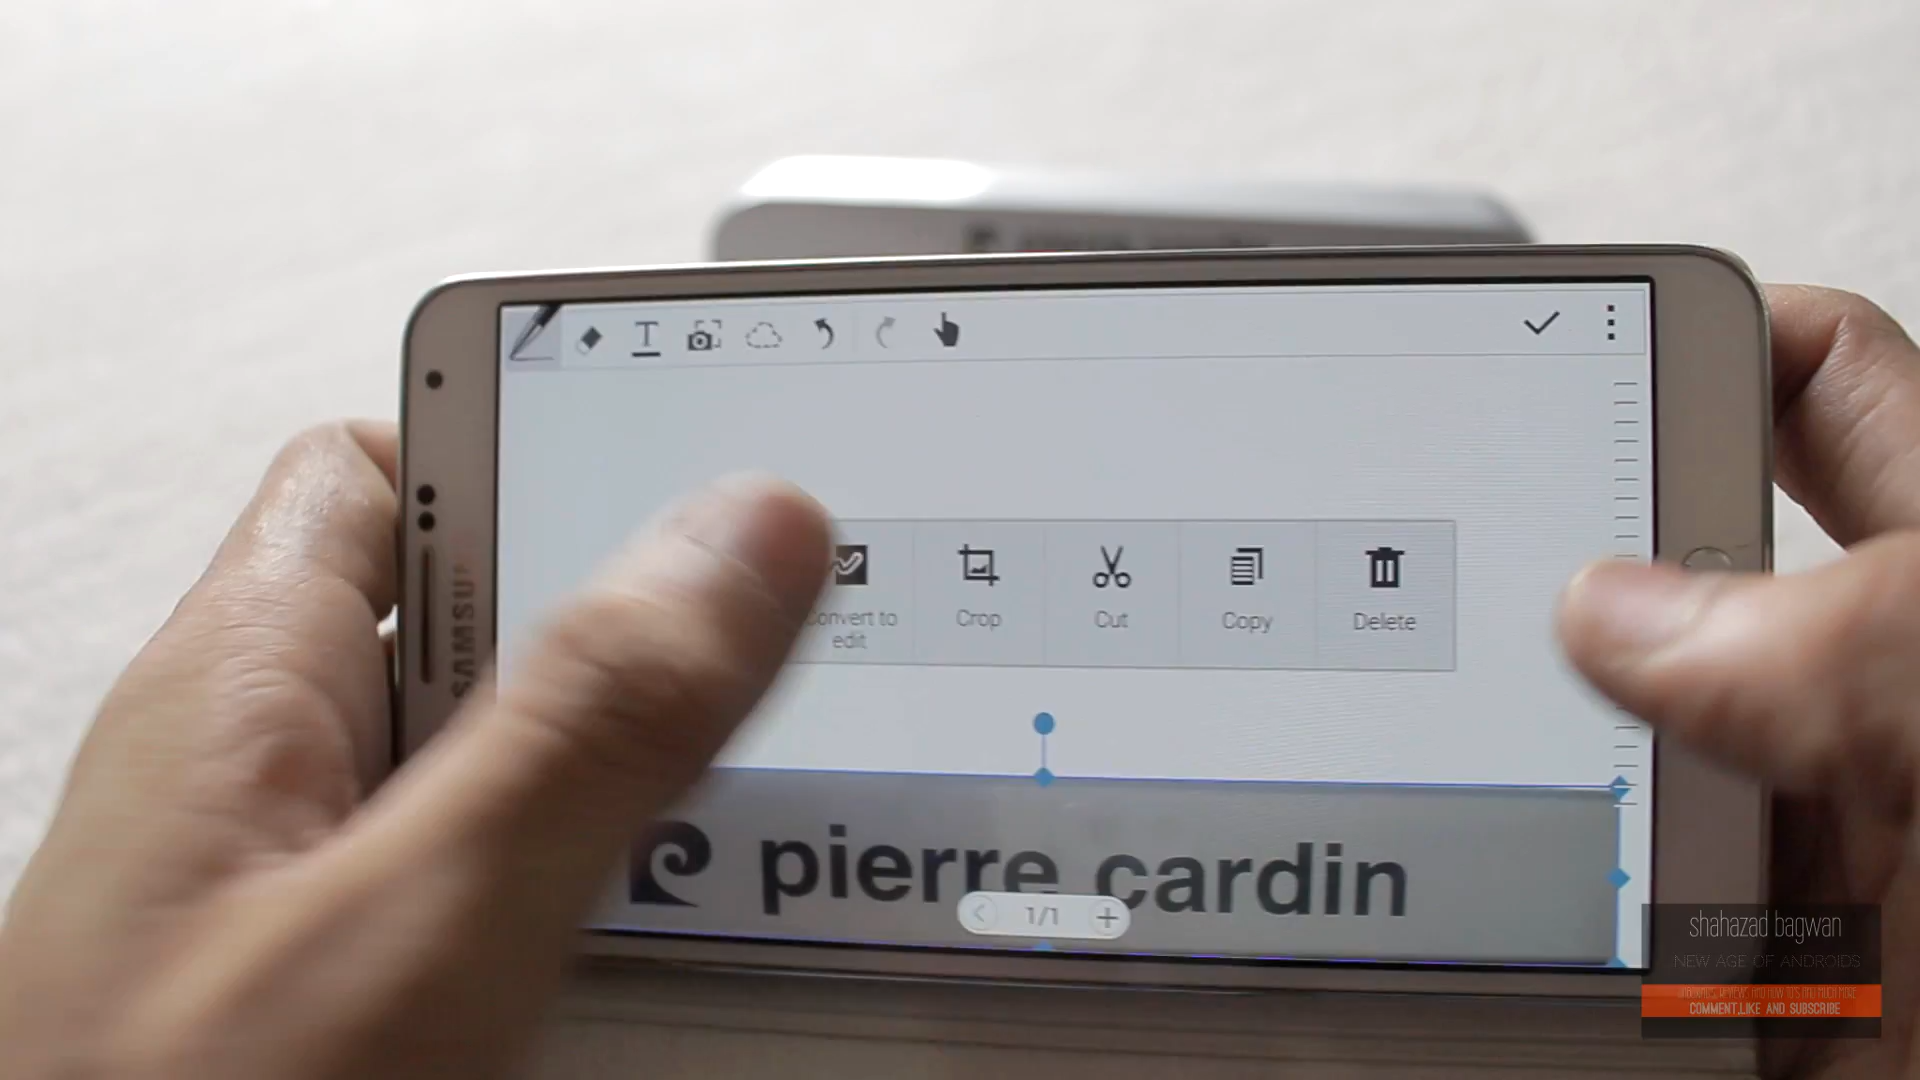 SAMSUNG
T
Convert to
edit
Crop
Cut
Copy
Delete
pierre cardin
1/1
shahazad bagwan
NEW AGE OF ANDROIDS
COMMENT,LIKE AND SUBSCRIBE